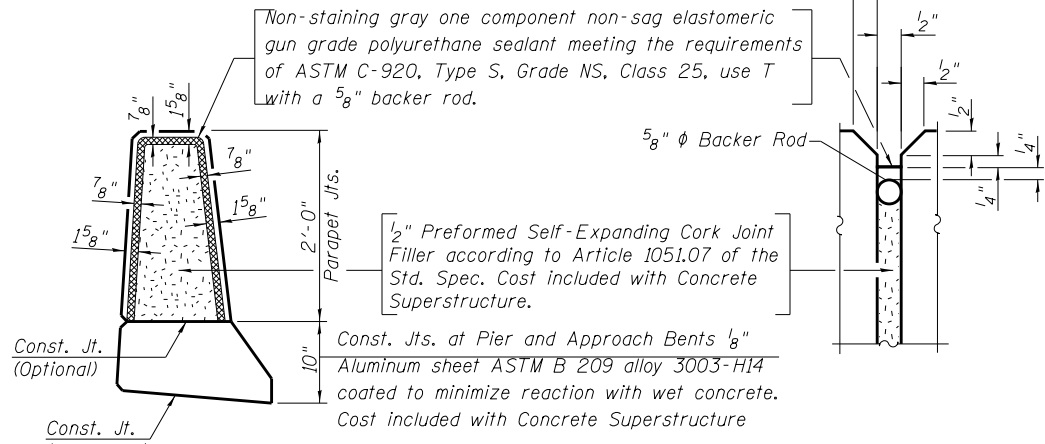 Non-staining gray one component non-sag elastomeric
gun grade polyurethane sealant meeting the requirements
of ASTM C-920, Type S, Grade NS, Class 25, use T
with a 5/8" backer rod.
1/2"
1/2"
1/2"
1/4"
1/4"
5/8" ϕ Backer Rod
7/8"
1 5/8"
7/8"
7/8"
1 5/8"
1 5/8"
2'-0"
Parapet Jts.
1/2" Preformed Self-Expanding Cork Joint
Filler according to Article 1051.07 of the
Std. Spec. Cost included with Concrete
Superstructure.
Const. Jt.
(Optional)
10"
Const. Jts. at Pier and Approach Bents 1/8"
Aluminum sheet ASTM B 209 alloy 3003-H14
coated to minimize reaction with wet concrete.
Cost included with Concrete Superstructure
Const. Jt.